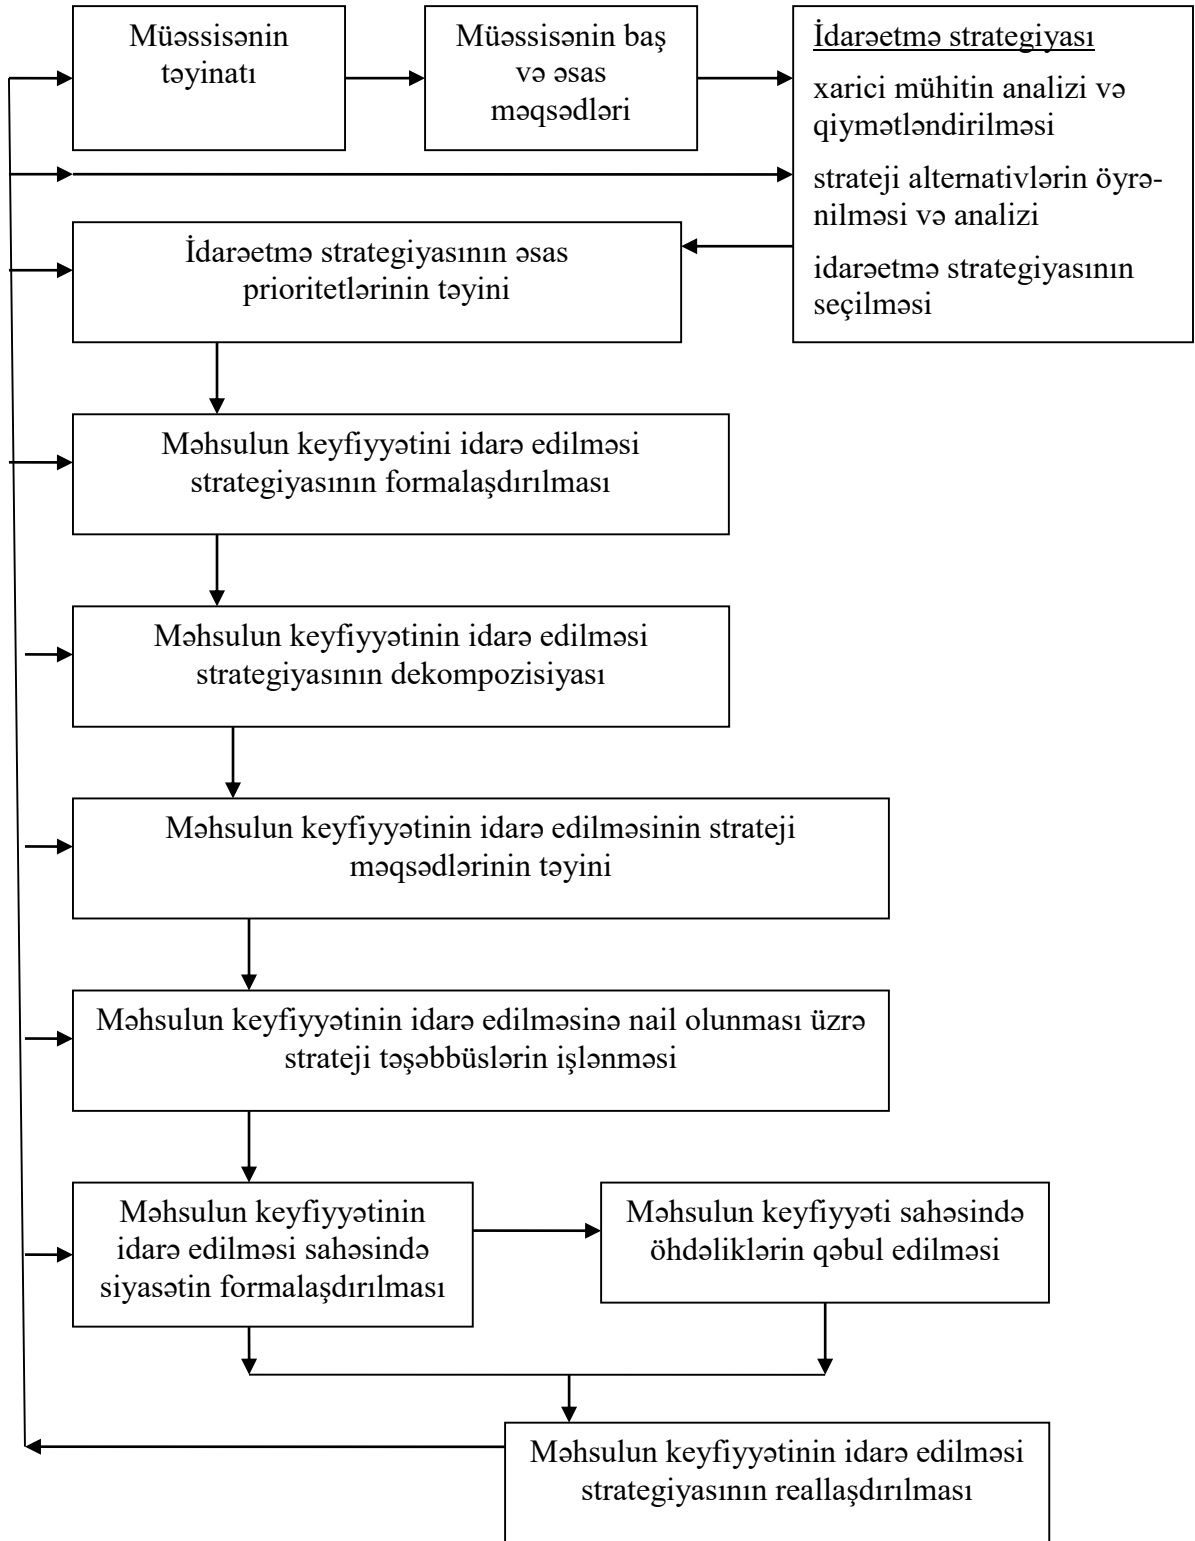 Müəssisənin
təyinatı
Müəssisənin baş
və əsas
məqsədləri
İdarəetmə strategiyası
xarici mühitin analizi və
qiymətləndirilməsi
strateji alternativlərin öyrə-
nilməsi və analizi
idarəetmə strategiyasının
seçilməsi
İdarəetmə strategiyasının əsas
prioritetlərinin təyini
Məhsulun keyfiyyətini idarə edilməsi
strategiyasının formalaşdırılması
Məhsulun keyfiyyətinin idarə edilməsi
strategiyasının dekompozisiyası
Məhsulun keyfiyyətinin idarə edilməsinin strateji
məqsədlərinin təyini
Məhsulun keyfiyyətinin idarə edilməsinə nail olunması üzrə
strateji təşəbbüslərin işlənməsi
Məhsulun keyfiyyətinin
idarə edilməsi sahəsində
siyasətin formalaşdırılması
Məhsulun keyfiyyəti sahəsində
öhdəliklərin qəbul edilməsi
Məhsulun keyfiyyətinin idarə edilməsi
strategiyasının reallaşdırılması